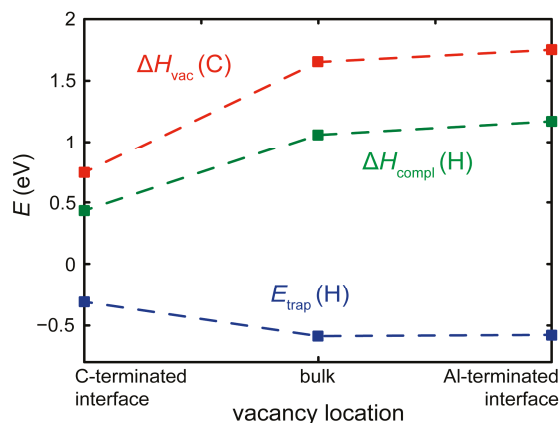 2
1.5
1
0.5
0
−0.5
E (eV)
ΔHvac (C)
ΔHcompl (H)
Etrap (H)
C-terminated
interface
bulk
Al-terminated
interface
vacancy location